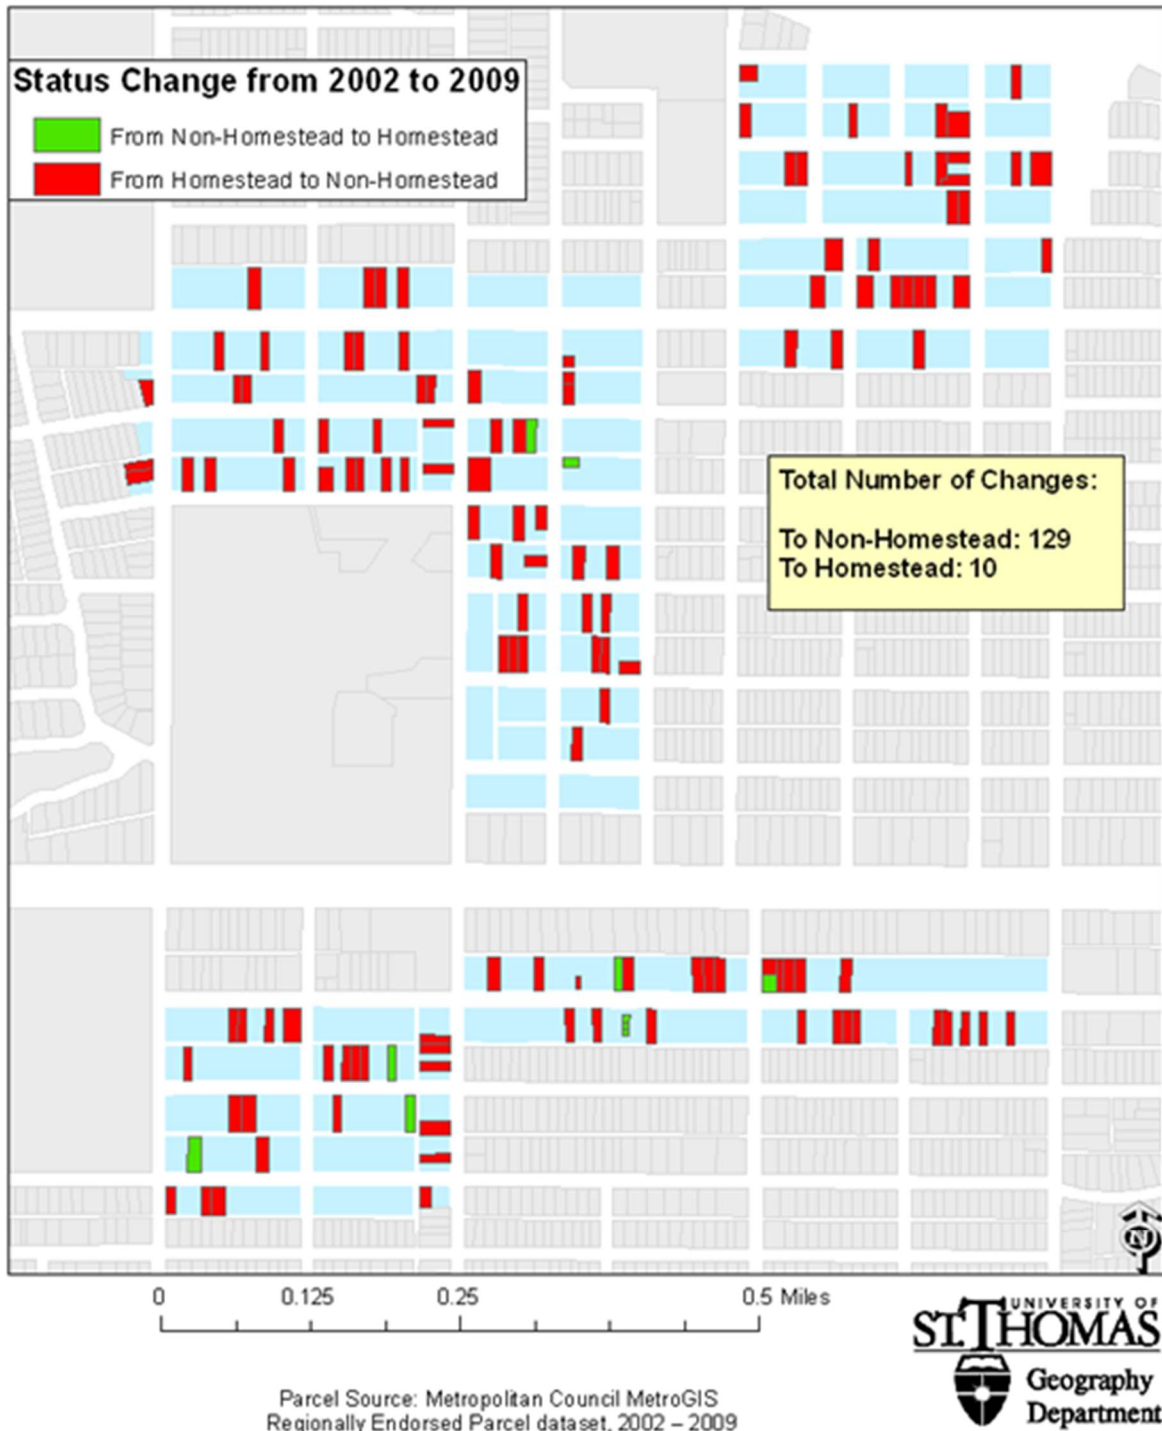 Status Change from 2002 to 2009
From Non-Homestead to Homestead
From Homestead to Non-Homestead
Total Number of Changes:
To Non-Homestead: 129
To Homestead: 10
N
0 0.125 0.25 0.5 Miles
UNIVERSITY OF
ST. THOMAS
Geography
Department
Parcel Source: Metropolitan Council MetroGIS
Regionally Endorsed Parcel dataset, 2002 – 2009